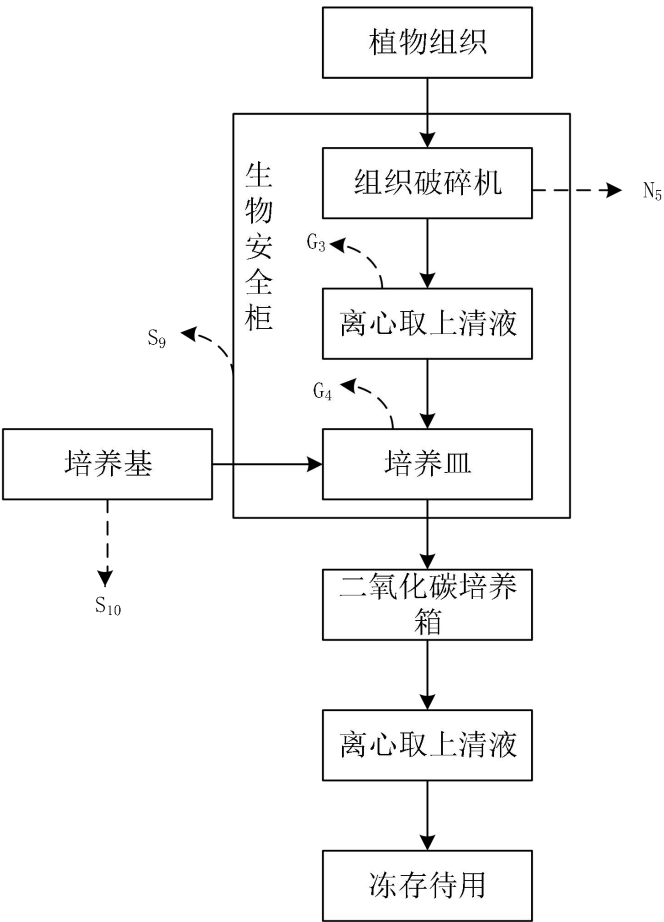 植物组织
生物安全柜
组织破碎机
N₅
G₃
离心取上清液
S₉
G₄
培养基
培养皿
S₁₀
二氧化碳培养
箱
离心取上清液
冻存待用